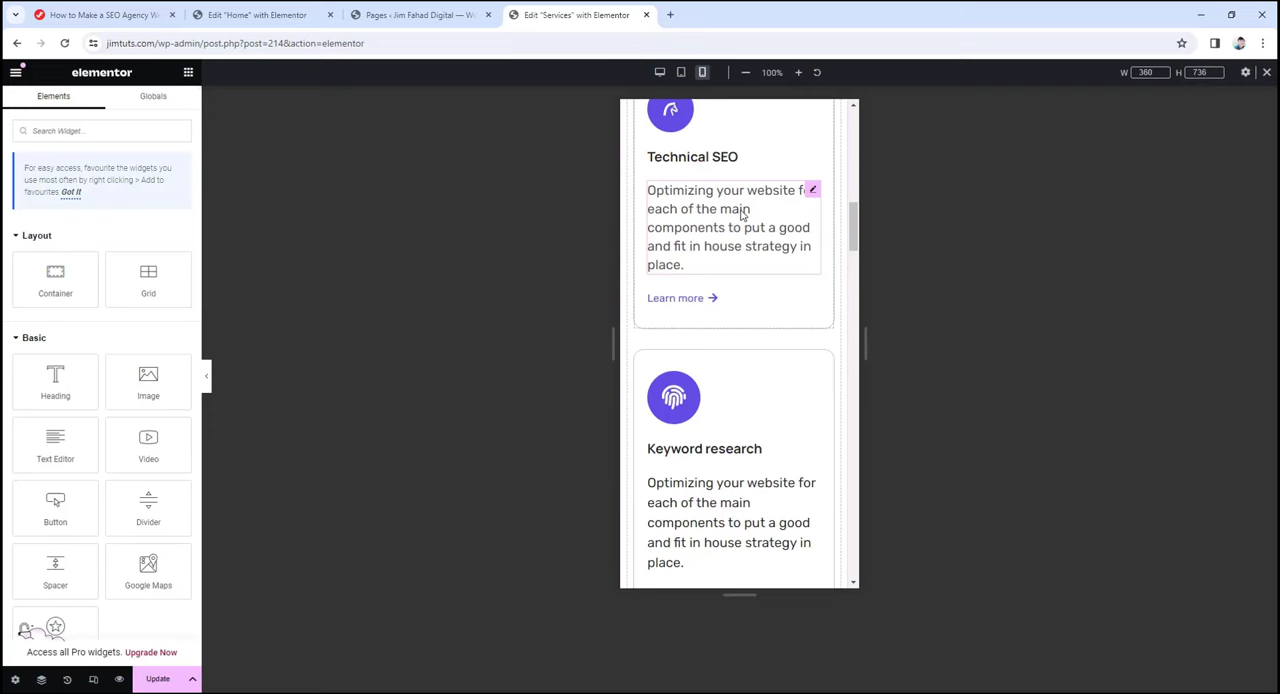 How to Make a SEO Agency W
Edit "Home" with Elementor
Pages ‹ Jim Fahad Digital — W
Edit "Services" with Elementor
jimtuts.com/wp-admin/post.php?post=214&action=elementor
elementor
100%
W 360 H 736
Elements
Globals
Search Widget...
For easy access, favourite the widgets you
use most often by right clicking > Add to
favourites. Got It
Layout
Container
Grid
Basic
Heading
Image
Text Editor
Video
Button
Divider
Spacer
Google Maps
Access all Pro widgets. Upgrade Now
Update
Technical SEO
Optimizing your website
each of the main
components to put a good
and fit in house strategy in
place.
Learn more
Keyword research
Optimizing your website for
each of the main
components to put a good
and fit in house strategy in
place.